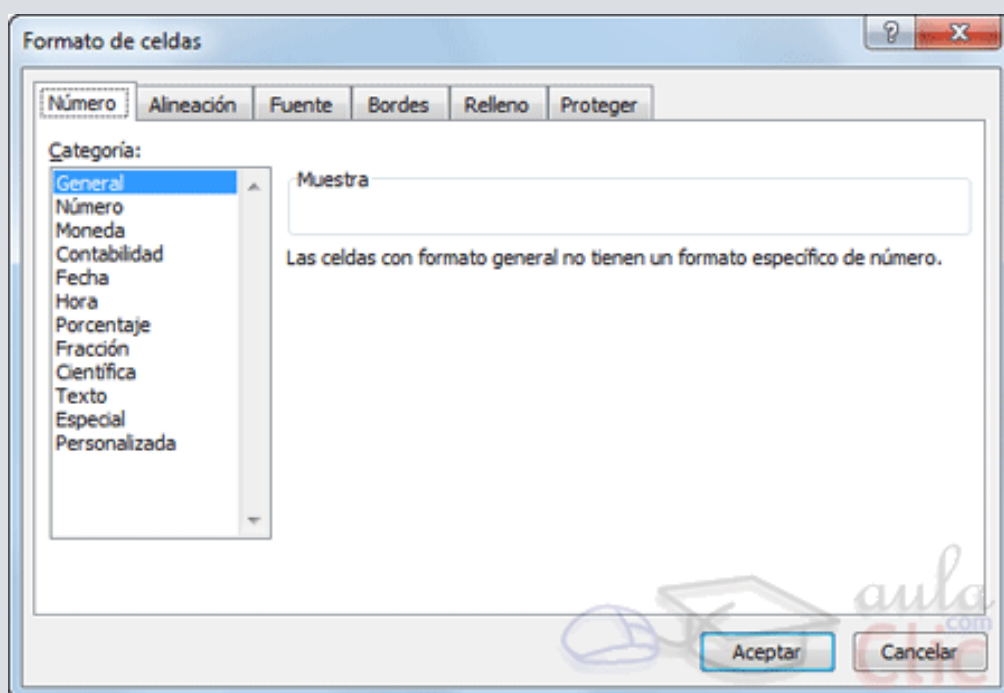 Formato de celdas
Número Alineación Fuente Bordes Relleno Proteger
Categoría:
General
Número
Moneda
Contabilidad
Fecha
Hora
Porcentaje
Fracción
Científica
Texto
Especial
Personalizada
Muestra
Las celdas con formato general no tienen un formato específico de número.
aula
.com
Clic
Aceptar Cancelar